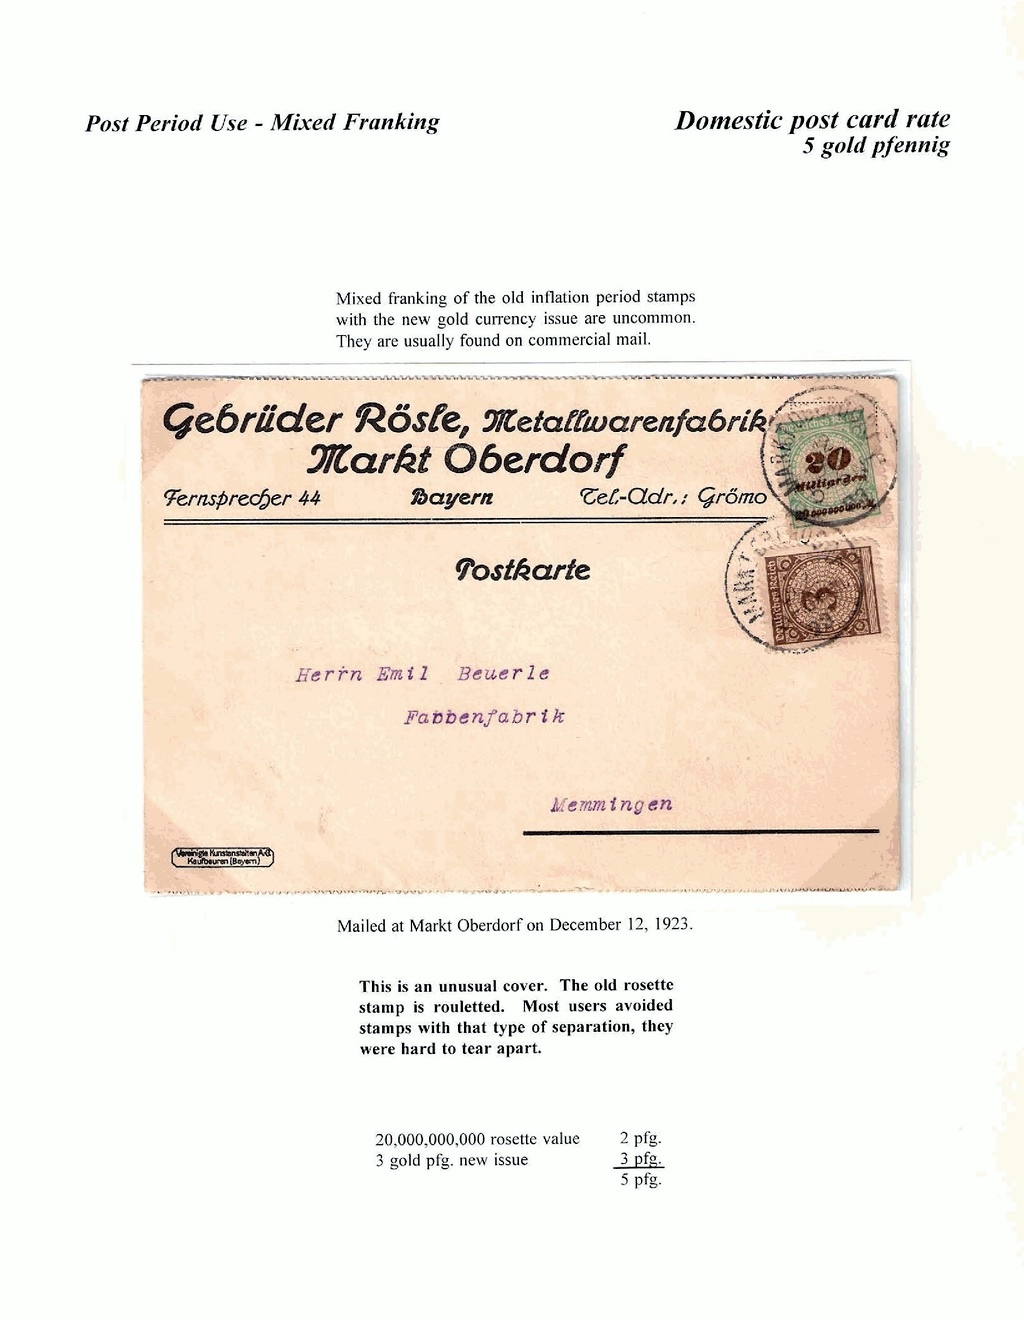 Post Period Use - Mixed Franking
Domestic post card rate
5 gold pfennig
Mixed franking of the old inflation period stamps
with the new gold currency issue are uncommon.
They are usually found on commercial mail.
Gebrüder Rösle, Metallwarenfabrik
Markt Oberdorf
Fernsprecher 44 Bayern Tel.-Adr.: Grömo
20
Milliarden
Postkarte
Deutsches Reich
3
Herrn Emil Beuerle
Fabbenfabrik
Memmingen
Vereinigte Kunstanstalten A.G.
Kaufbeuren (Bayern)
Mailed at Markt Oberdorf on December 12, 1923.
This is an unusual cover. The old rosette
stamp is rouletted. Most users avoided
stamps with that type of separation, they
were hard to tear apart.
20,000,000,000 rosette value 2 pfg.
3 gold pfg. new issue 3 pfg.
5 pfg.